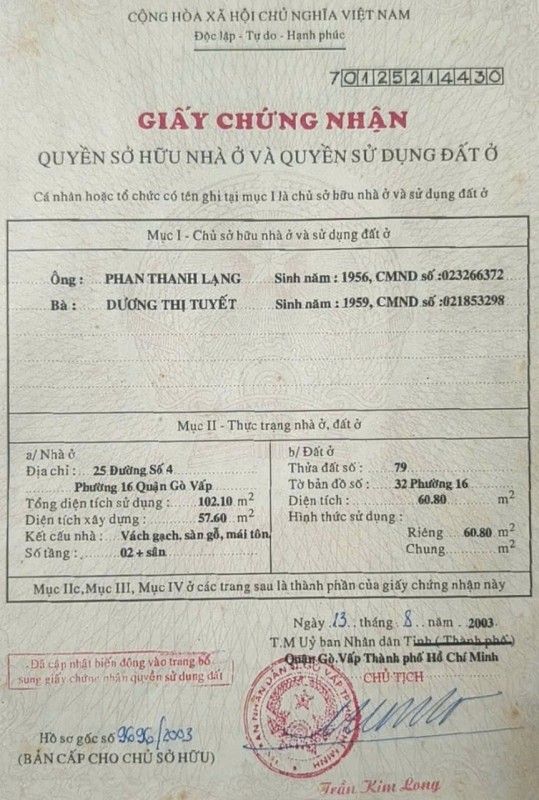 CỘNG HÒA XÃ HỘI CHỦ NGHĨA VIỆT NAM
Độc lập - Tự do - Hạnh phúc
701252144430
GIẤY CHỨNG NHẬN
QUYỀN SỞ HỮU NHÀ Ở VÀ QUYỀN SỬ DỤNG ĐẤT Ở
Cá nhân hoặc tổ chức có tên ghi tại mục I là chủ sở hữu nhà ở và sử dụng đất ở
Mục I - Chủ sở hữu nhà ở và sử dụng đất ở
Ông : PHAN THANH LẠNG Sinh năm : 1956, CMND số :023266372
Bà : DƯƠNG THỊ TUYẾT Sinh năm : 1959, CMND số :021853298
Mục II - Thực trạng nhà ở, đất ở
a/ Nhà ở
Địa chỉ : 25 Đường Số 4
Phường 16 Quận Gò Vấp
Tổng diện tích sử dụng : 102.10 m2
Diện tích xây dựng : 57.60 m2
Kết cấu nhà : Vách gạch, sàn gỗ, mái tôn
Số tầng : 02 + sân
b/ Đất ở
Thửa đất số : 79
Tờ bản đồ số : 32 Phường 16
Diện tích : 60.80 m2
Hình thức sử dụng :
Riêng 60.80 m2
Chung m2
Mục IIc, Mục III, Mục IV ở các trang sau là thành phần của giấy chứng nhận này
Ngày 13 tháng 8 năm 2003
T.M Uỷ ban Nhân dân Tỉnh (Thành phố)
Quận Gò Vấp Thành phố Hồ Chí Minh
CHỦ TỊCH
Đã cập nhật biến động vào trang bổ
sung giấy chứng nhận quyền sử dụng đất
Hồ sơ gốc số 9696/2003
(BẢN CẤP CHO CHỦ SỞ HỮU)
Trần Kim Long